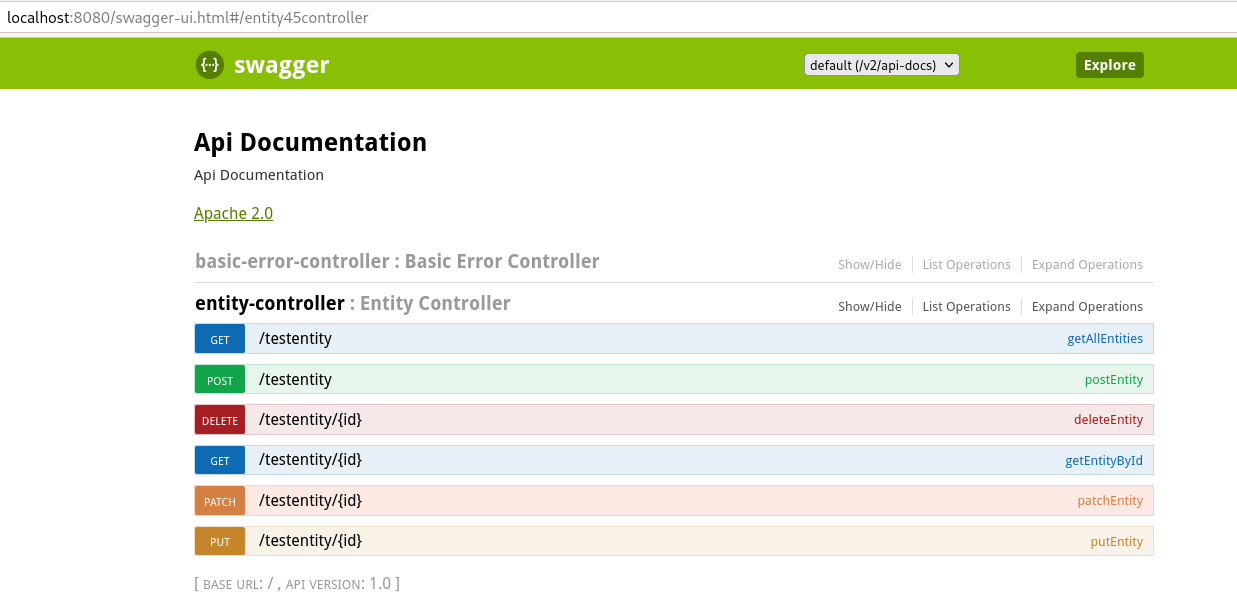 localhost:8080/swagger-ui.html#/entity45controller
{···} swagger default (/v2/api-docs) Explore
Api Documentation
Api Documentation
Apache 2.0
basic-error-controller : Basic Error Controller Show/Hide List Operations Expand Operations
entity-controller : Entity Controller Show/Hide List Operations Expand Operations
GET /testentity getAllEntities
POST /testentity postEntity
DELETE /testentity/{id} deleteEntity
GET /testentity/{id} getEntityById
PATCH /testentity/{id} patchEntity
PUT /testentity/{id} putEntity
[ BASE URL: / , API VERSION: 1.0 ]